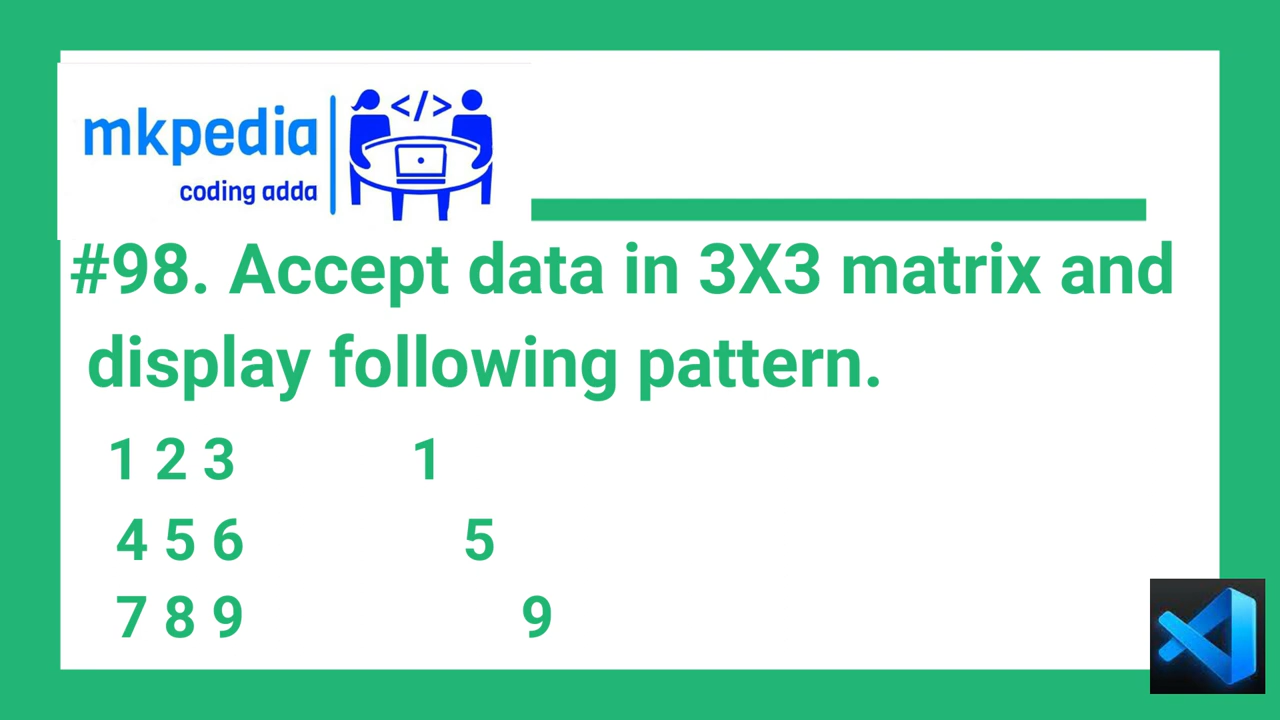 mkpedia
</>
coding adda
#98. Accept data in 3X3 matrix and
display following pattern.
1 2 3 1
4 5 6 5
7 8 9 9